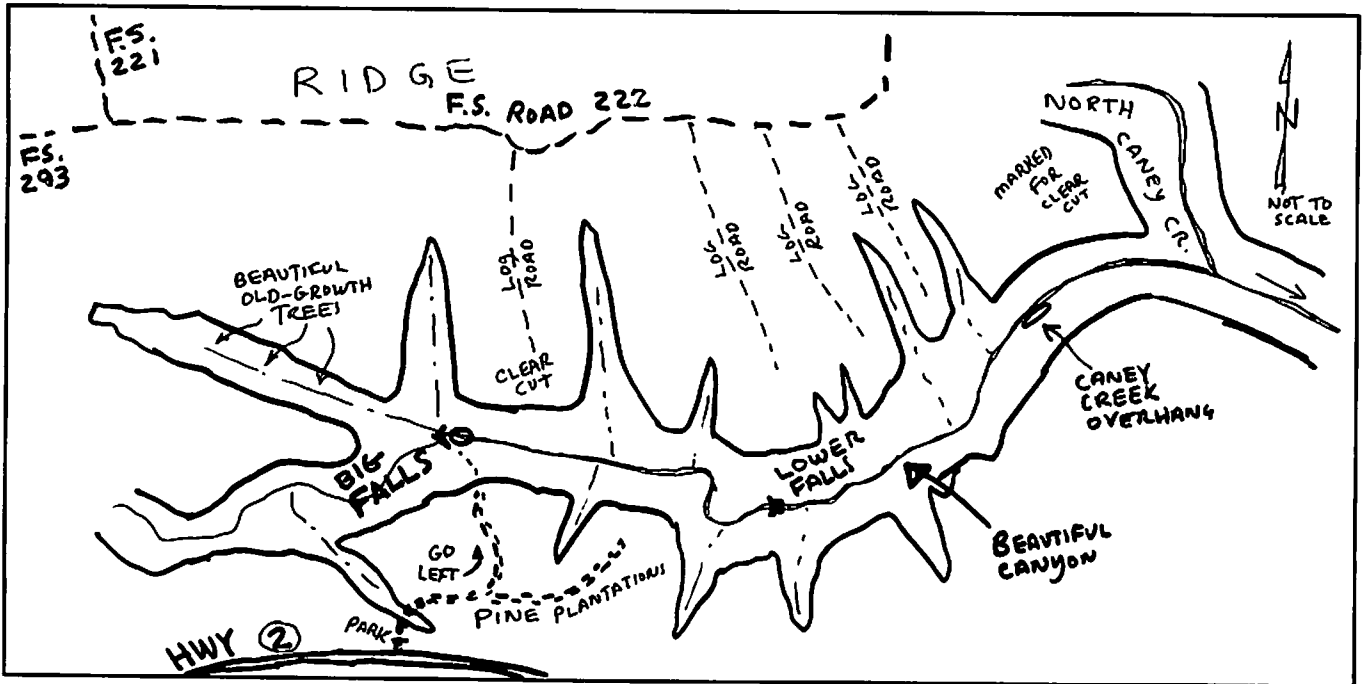 F.S.
221
RIDGE
F.S. ROAD 222
F.S.
293
NORTH
CANEY CR.
MARKED
FOR
CLEAR
CUT
N
NOT TO
SCALE
LOG
ROAD
LOG
ROAD
LOG
ROAD
LOG
ROAD
BEAUTIFUL
OLD-GROWTH
TREES
CLEAR
CUT
CANEY
CREEK
OVERHANG
BIG
FALLS
LOWER
FALLS
BEAUTIFUL
CANYON
GO
LEFT
PINE PLANTATIONS
PARK
HWY 2